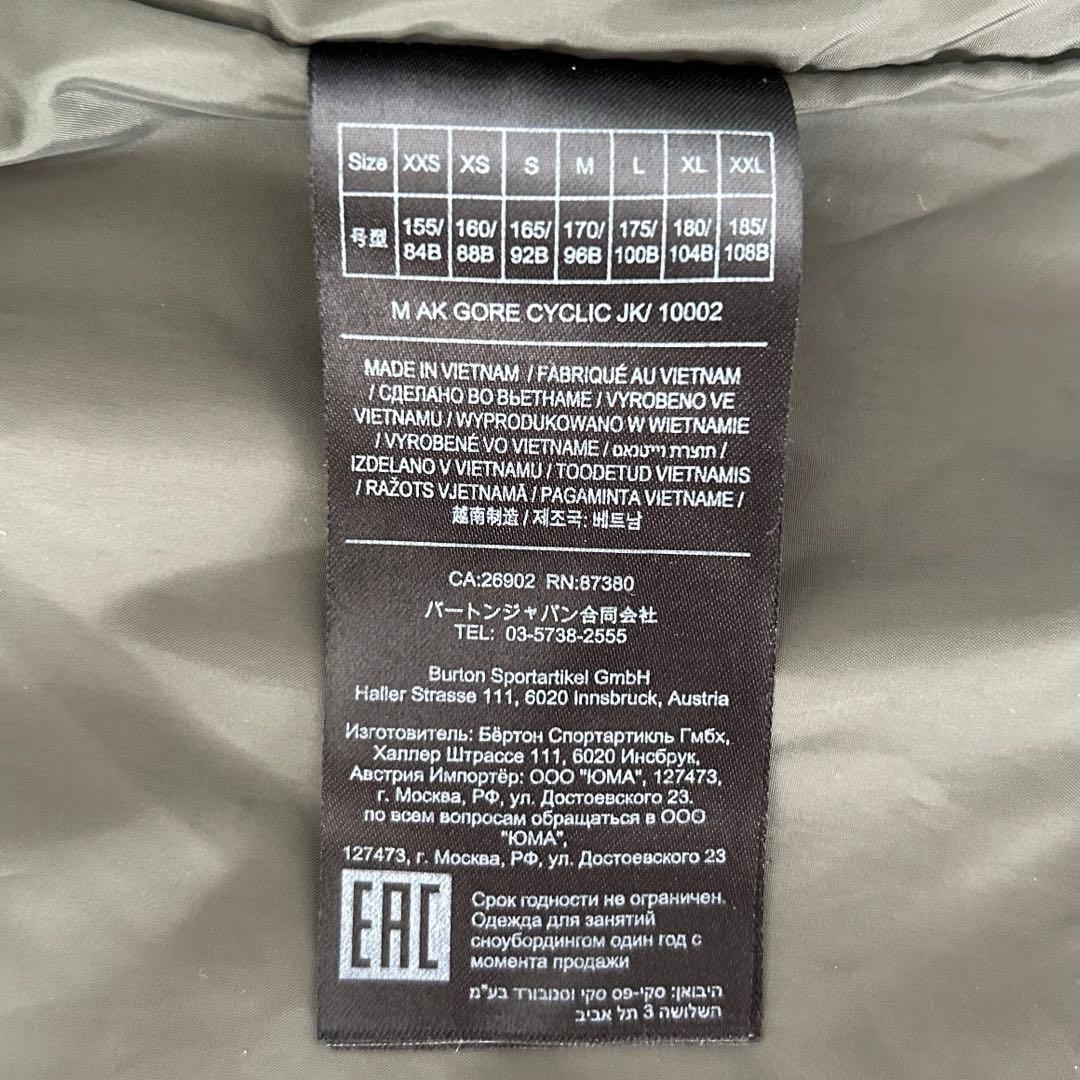 Size XXS XS S M L XL XXL
号型 155/84B 160/88B 165/92B 170/96B 175/100B 180/104B 185/108B
M AK GORE CYCLIC JK/ 10002
MADE IN VIETNAM / FABRIQUÉ AU VIETNAM
/ СДЕЛАНО ВО ВЬЕТНАМЕ / VYROBENO VE
VIETNAMU / WYPRODUKOWANO W WIETNAMIE
/ VYROBENÉ VO VIETNAME / תוצרת וייטנאם /
IZDELANO V VIETNAMU / TOODETUD VIETNAMIS
/ RAŽOTS VJETNAMĀ / PAGAMINTA VIETNAME /
越南制造 / 제조국: 베트남
CA:26902 RN:87380
バートンジャパン合同会社
TEL: 03-5738-2555
Burton Sportartikel GmbH
Haller Strasse 111, 6020 Innsbruck, Austria
Изготовитель: Бёртон Спортартикль Гмбх,
Халлер Штрассе 111, 6020 Инсбрук,
Австрия Импортёр: ООО "ЮМА", 127473,
г. Москва, РФ, ул. Достоевского 23.
по всем вопросам обращаться в ООО
"ЮМА",
127473, г. Москва, РФ, ул. Достоевского 23
EAC
Срок годности не ограничен.
Одежда для занятий
сноубордингом один год с
момента продажи
היבואן: סקי-פס סקי וסנובורד בע"מ
השלושה 3 תל אביב